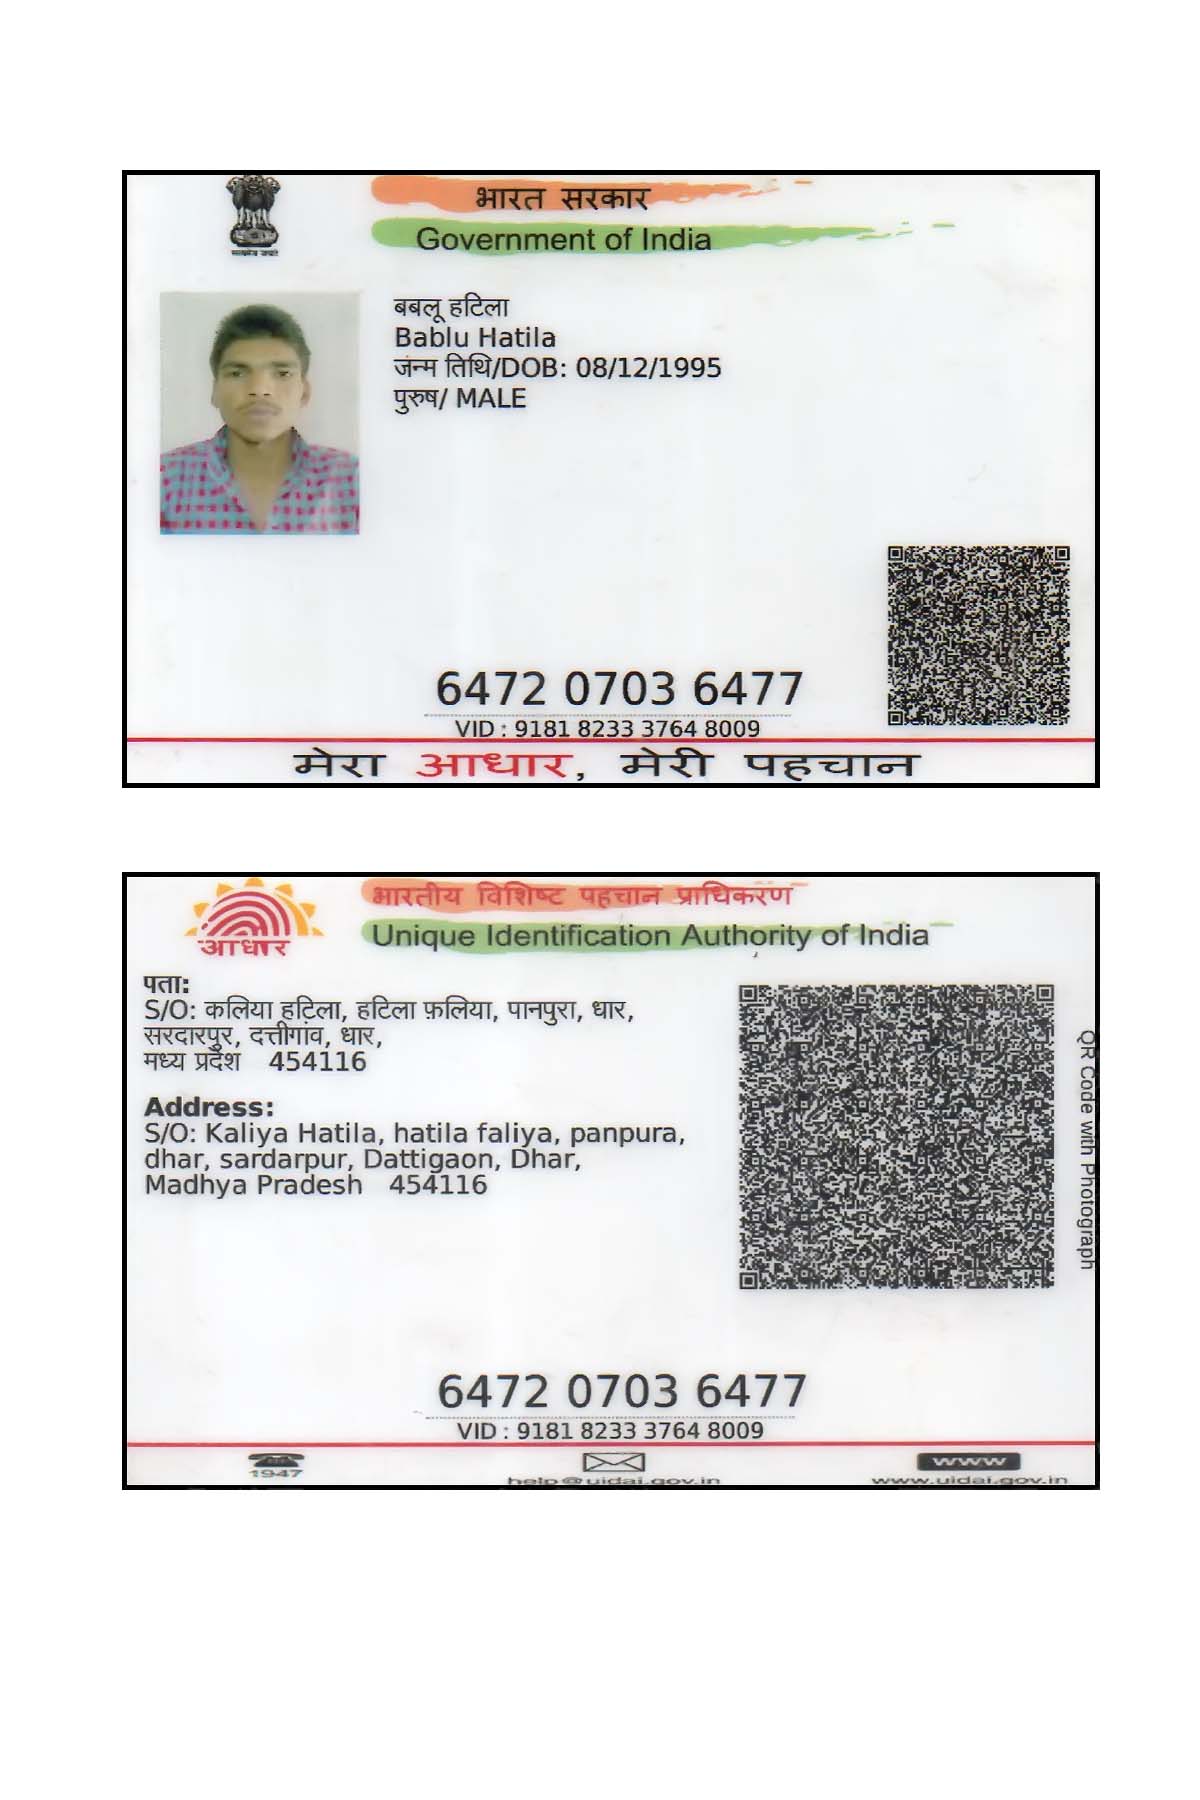 भारत सरकार
Government of India
बबलू हटिला
Bablu Hatila
जंन्म तिथि/DOB: 08/12/1995
पुरुष/ MALE
6472 0703 6477
VID : 9181 8233 3764 8009
मेरा आधार, मेरी पहचान
भारतीय विशिष्ट पहचान प्राधिकरण
आधार
Unique Identification Authority of India
पता:
S/O: कलिया हटिला, हटिला फ़लिया, पानपुरा, धार,
सरदारपुर, दत्तीगांव, धार,
मध्य प्रदेश 454116
Address:
S/O: Kaliya Hatila, hatila faliya, panpura,
dhar, sardarpur, Dattigaon, Dhar,
Madhya Pradesh 454116
QR Code with Photograph
6472 0703 6477
VID : 9181 8233 3764 8009
1947
help@uidai.gov.in
www
www.uidai.gov.in